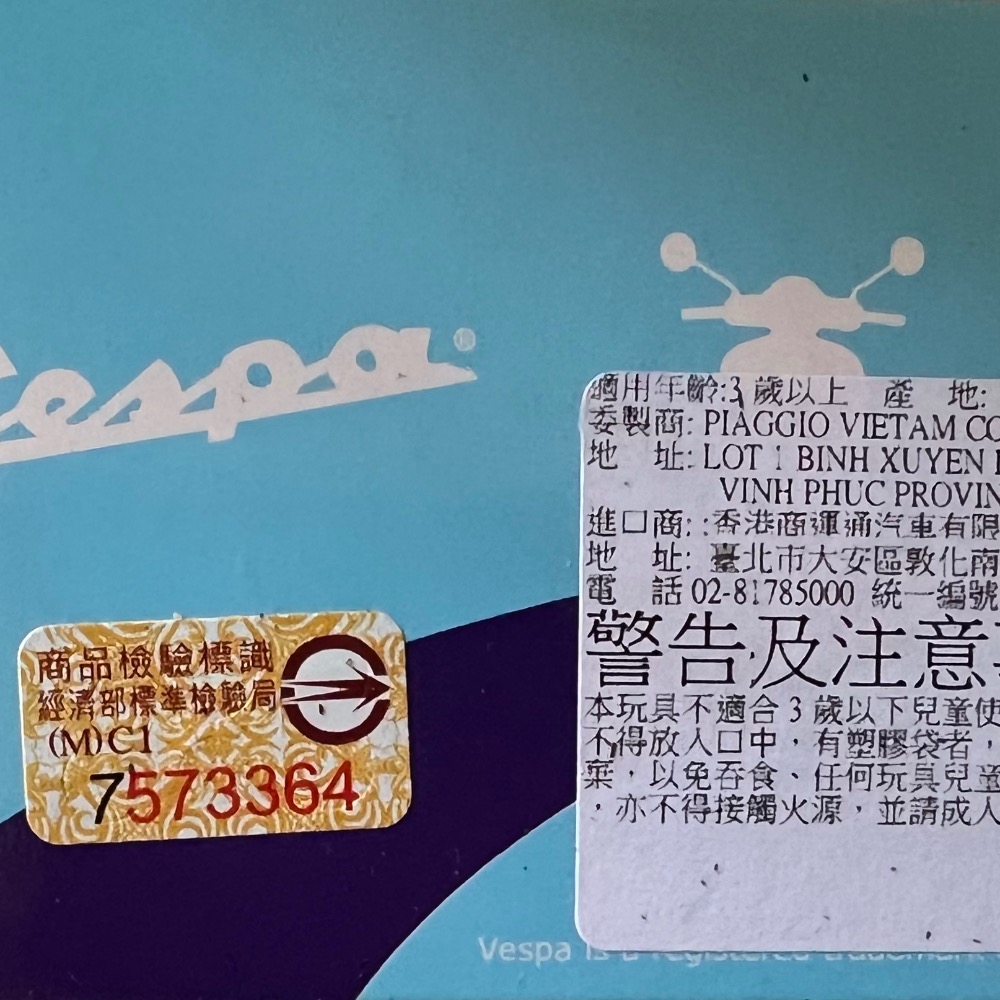 Vespa®
適用年齡:3 歲以上 產 地:
委製商: PIAGGIO VIETAM CO
地 址: LOT 1 BINH XUYEN
VINH PHUC PROVIN
進口商: :香港商運通汽車有限
地 址: 臺北市大安區敦化南
電 話 02-81785000 統一編號
警告及注意
本玩具不適合 3 歲以下兒童使
不得放入口中，有塑膠袋者，
棄，以免吞食、任何玩具兒童
，亦不得接觸火源，並請成人
商品檢驗標識
經濟部標準檢驗局
(M)C1
7573364
Vespa is a registered trademark